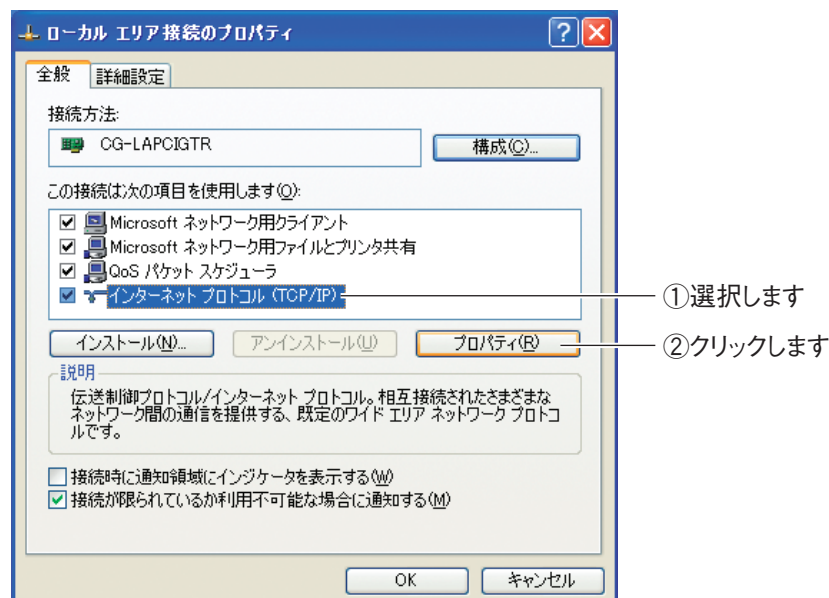 ローカル エリア接続のプロパティ
全般
詳細設定
接続方法:
CG-LAPCIGTR
構成(C)...
この接続は次の項目を使用します(O):
Microsoft ネットワーク用クライアント
Microsoft ネットワーク用ファイルとプリンタ共有
QoS パケット スケジューラ
インターネット プロトコル (TCP/IP)
①選択します
インストール(N)...
アンインストール(U)
プロパティ(R)
②クリックします
説明
伝送制御プロトコル/インターネット プロトコル。相互接続されたさまざまな
ネットワーク間の通信を提供する、既定のワイド エリア ネットワーク プロトコ
ルです。
接続時に通知領域にインジケータを表示する(W)
接続が限られているか利用不可能な場合に通知する(M)
OK
キャンセル